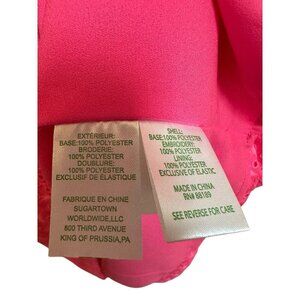 EXTÉRIEUR:
BASE:100% POLYESTER
BRODERIE:
100% POLYESTER
DOUBLURE:
100% POLYESTER
EXCLUSIF DE ÉLASTIQUE
FABRIQUE EN CHINE
SUGARTOWN
WORLDWIDE,LLC
800 THIRD AVENUE
KING OF PRUSSIA,PA
SHELL:
BASE:100% POLYESTER
EMBROIDERY:
100% POLYESTER
LINING:
100% POLYESTER
EXCLUSIVE OF ELASTIC
MADE IN CHINA
RN# 88189
SEE REVERSE FOR CARE